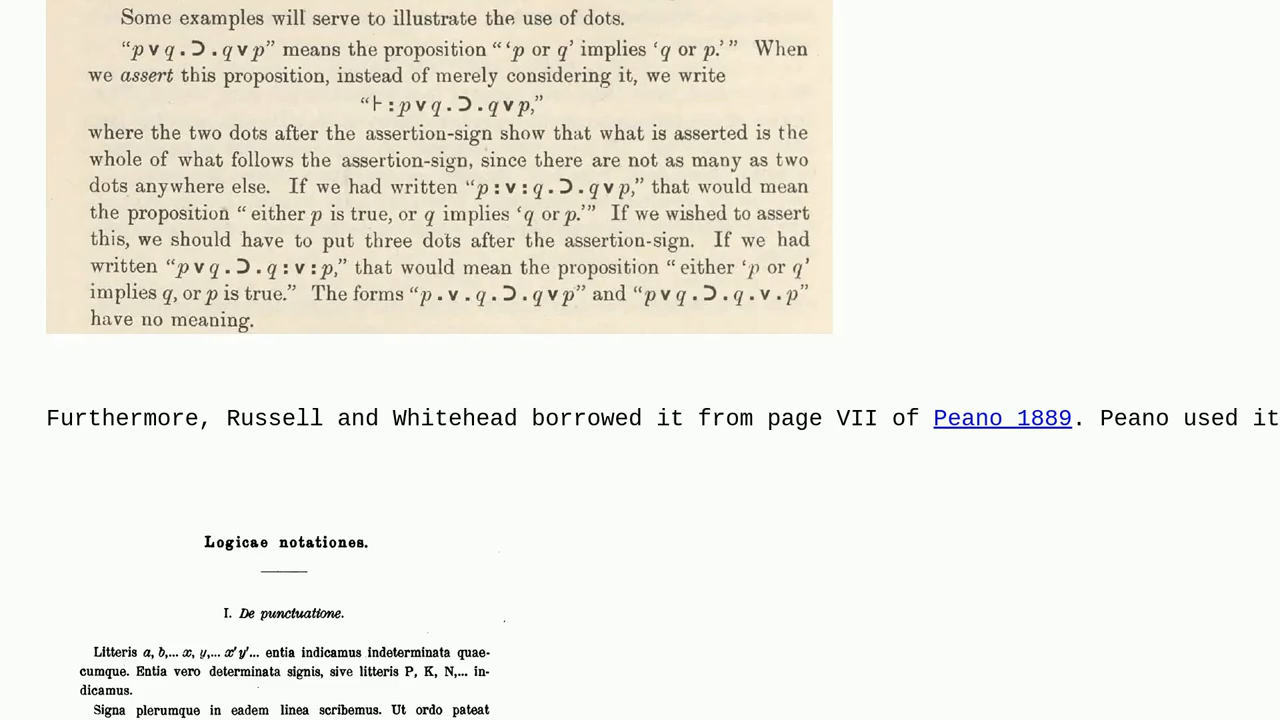 Some examples will serve to illustrate the use of dots.
“p v q . Ɔ . q v p” means the proposition “ ‘p or q’ implies ‘q or p.’ ” When
we assert this proposition, instead of merely considering it, we write
“⊦ : p v q . Ɔ . q v p,”
where the two dots after the assertion-sign show that what is asserted is the
whole of what follows the assertion-sign, since there are not as many as two
dots anywhere else. If we had written “p : v : q . Ɔ . q v p,” that would mean
the proposition “ either p is true, or q implies ‘q or p.’” If we wished to assert
this, we should have to put three dots after the assertion-sign. If we had
written “p v q . Ɔ . q : v : p,” that would mean the proposition “ either ‘p or q’
implies q, or p is true.” The forms “p . v . q . Ɔ . q v p” and “p v q . Ɔ . q . v . p”
have no meaning.
Furthermore, Russell and Whitehead borrowed it from page VII of Peano 1889. Peano used it
Logicae notationes.
I. De punctuatione.
Litteris a, b,... x, y,... x′ y′... entia indicamus indeterminata quae-
cumque. Entia vero determinata signis, sive litteris P, K, N,... in-
dicamus.
Signa plerumque in eadem linea scribemus. Ut ordo pateat